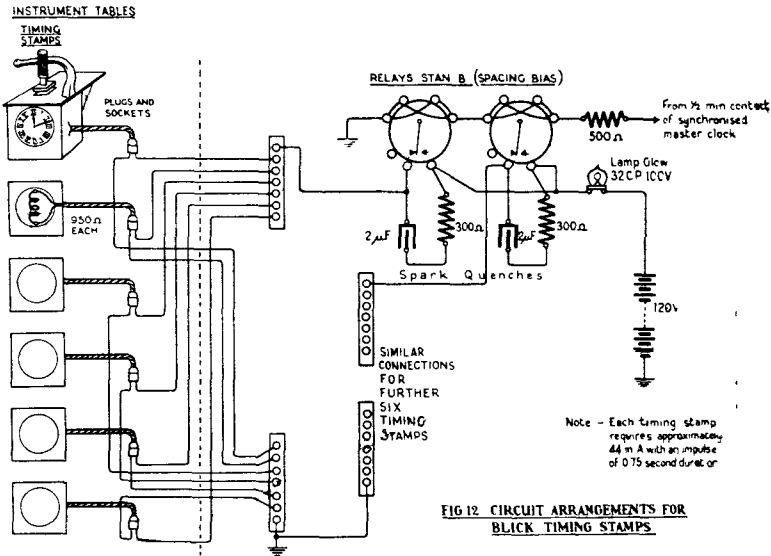 INSTRUMENT TABLES
TIMING
STAMPS
PLUGS AND
SOCKETS
950Ω
EACH
RELAYS STAN B (SPACING BIAS)
From ½ min contact
of synchronised
master clock
500Ω
Lamp Glow
32CP 100V
2µF
300Ω
2µF
300Ω
Spark Quenches
120V
SIMILAR
CONNECTIONS
FOR
FURTHER
SIX
TIMING
STAMPS
Note - Each timing stamp
requires approximately
44 m A with an impulse
of 0 75 second
FIG 12 CIRCUIT ARRANGEMENTS FOR
BLICK TIMING STAMPS